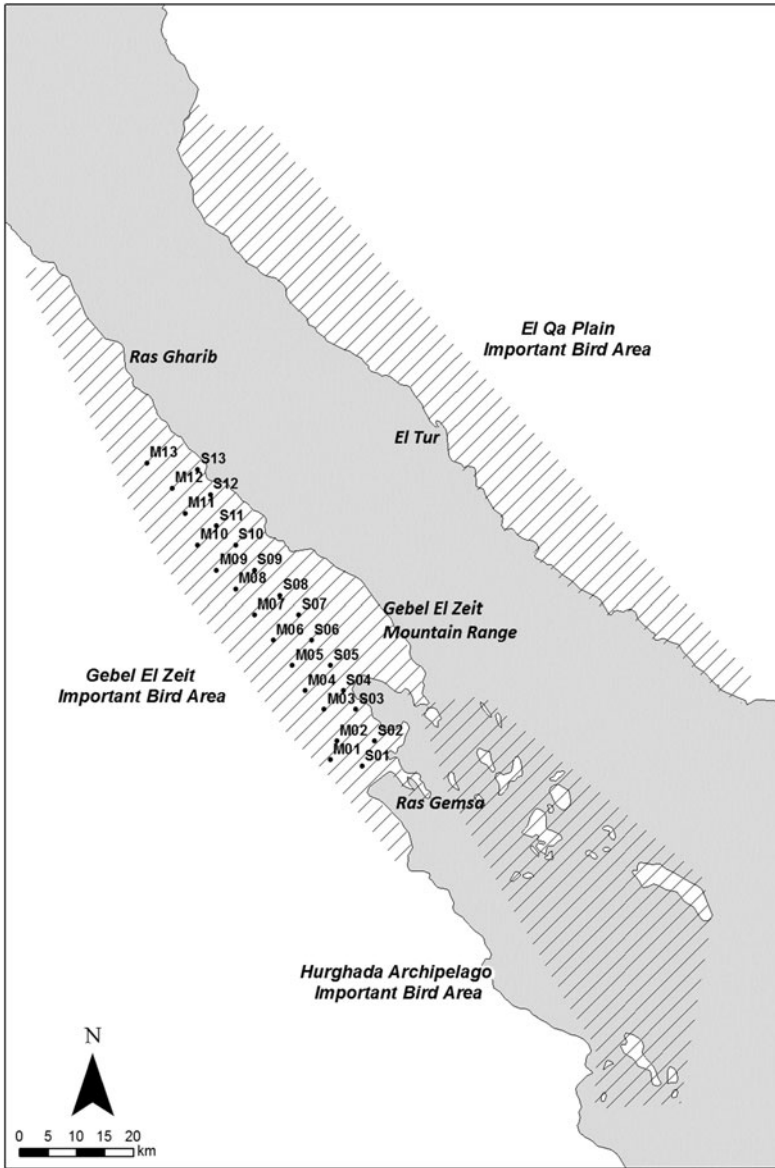 El Qa Plain
Important Bird Area
Ras Gharib
El Tur
M13
S13
M12
S12
M11
S11
M10
S10
M09
S09
M08
S08
M07
S07
M06
S06
M05
S05
M04
S04
M03
S03
M02
S02
M01
S01
Gebel El Zeit
Mountain Range
Gebel El Zeit
Important Bird Area
Ras Gemsa
Hurghada Archipelago
Important Bird Area
N
0 5 10 15 20
km